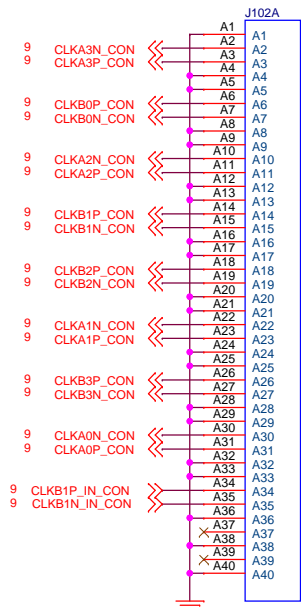 J102A
A1 A1
9 CLKA3N_CON A2 A2
9 CLKA3P_CON A3 A3
A4 A4
A5 A5
9 CLKB0P_CON A6 A6
9 CLKB0N_CON A7 A7
A8 A8
A9 A9
9 CLKA2N_CON A10 A10
9 CLKA2P_CON A11 A11
A12 A12
A13 A13
9 CLKB1P_CON A14 A14
9 CLKB1N_CON A15 A15
A16 A16
A17 A17
9 CLKB2P_CON A18 A18
9 CLKB2N_CON A19 A19
A20 A20
A21 A21
9 CLKA1N_CON A22 A22
9 CLKA1P_CON A23 A23
A24 A24
A25 A25
9 CLKB3P_CON A26 A26
9 CLKB3N_CON A27 A27
A28 A28
A29 A29
9 CLKA0N_CON A30 A30
9 CLKA0P_CON A31 A31
A32 A32
A33 A33
9 CLKB1P_IN_CON A34 A34
9 CLKB1N_IN_CON A35 A35
A36 A36
A37 A37
A38 A38
A39 A39
A40 A40